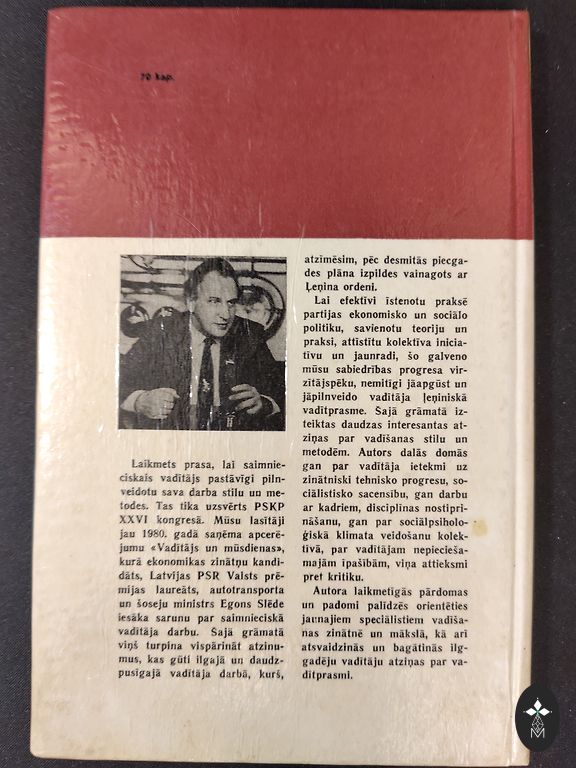 70 kap.
Laikmets prasa, lai saimnie-
ciskais vadītājs pastāvīgi piln-
veidotu sava darba stilu un me-
todes. Tas tika uzsvērts PSKP
XXVI kongresā. Mūsu lasītāji
jau 1980. gadā saņēma apcerē-
jumu «Vadītājs un mūsdienas»,
kurā ekonomikas zinātņu kandi-
dāts, Latvijas PSR Valsts prē-
mijas laureāts, autotransporta
un šoseju ministrs Egons Slēde
iesāka sarunu par saimnieciskā
vadītāja darbu. Šajā grāmatā
viņš turpina vispārināt atzinu-
mus, kas gūti ilgajā un daudz-
pusīgajā vadītāja darbā, kurš,
atzīmēsim, pēc desmitās piecga-
des plāna izpildes vainagots ar
Ļeņina ordeni.
Lai efektīvi īstenotu praksē
partijas ekonomisko un sociālo
politiku, savienotu teoriju un
praksi, attīstītu kolektīva inicia-
tīvu un jaunradi, šo galveno
mūsu sabiedrības progresa vir-
zītājspēku, nemitīgi jāapgūst un
jāpilnveido vadītāja ļeņiniskā
vadītprasme. Šajā grāmatā iz-
teiktas daudzas interesantas at-
ziņas par vadīšanas stilu un
metodēm. Autors dalās domās
gan par vadītāja ietekmi uz
zinātniski tehnisko progresu, so-
ciālistisko sacensību, gan darbu
ar kadriem, disciplīnas nostipri-
nāšanu, gan par sociālpsiholo-
ģiskā klimata veidošanu kolek-
tīvā, par vadītājam nepiecieša-
majām īpašībām, viņa attieksmi
pret kritiku.
Autora laikmetīgās pārdomas
un padomi palīdzēs orientēties
jaunajiem speciālistiem vadīša-
nas zinātnē un mākslā, kā arī
atsvaidzinās un bagātinās ilg-
gadēju vadītāju atziņas par va-
dītprasmi.
M